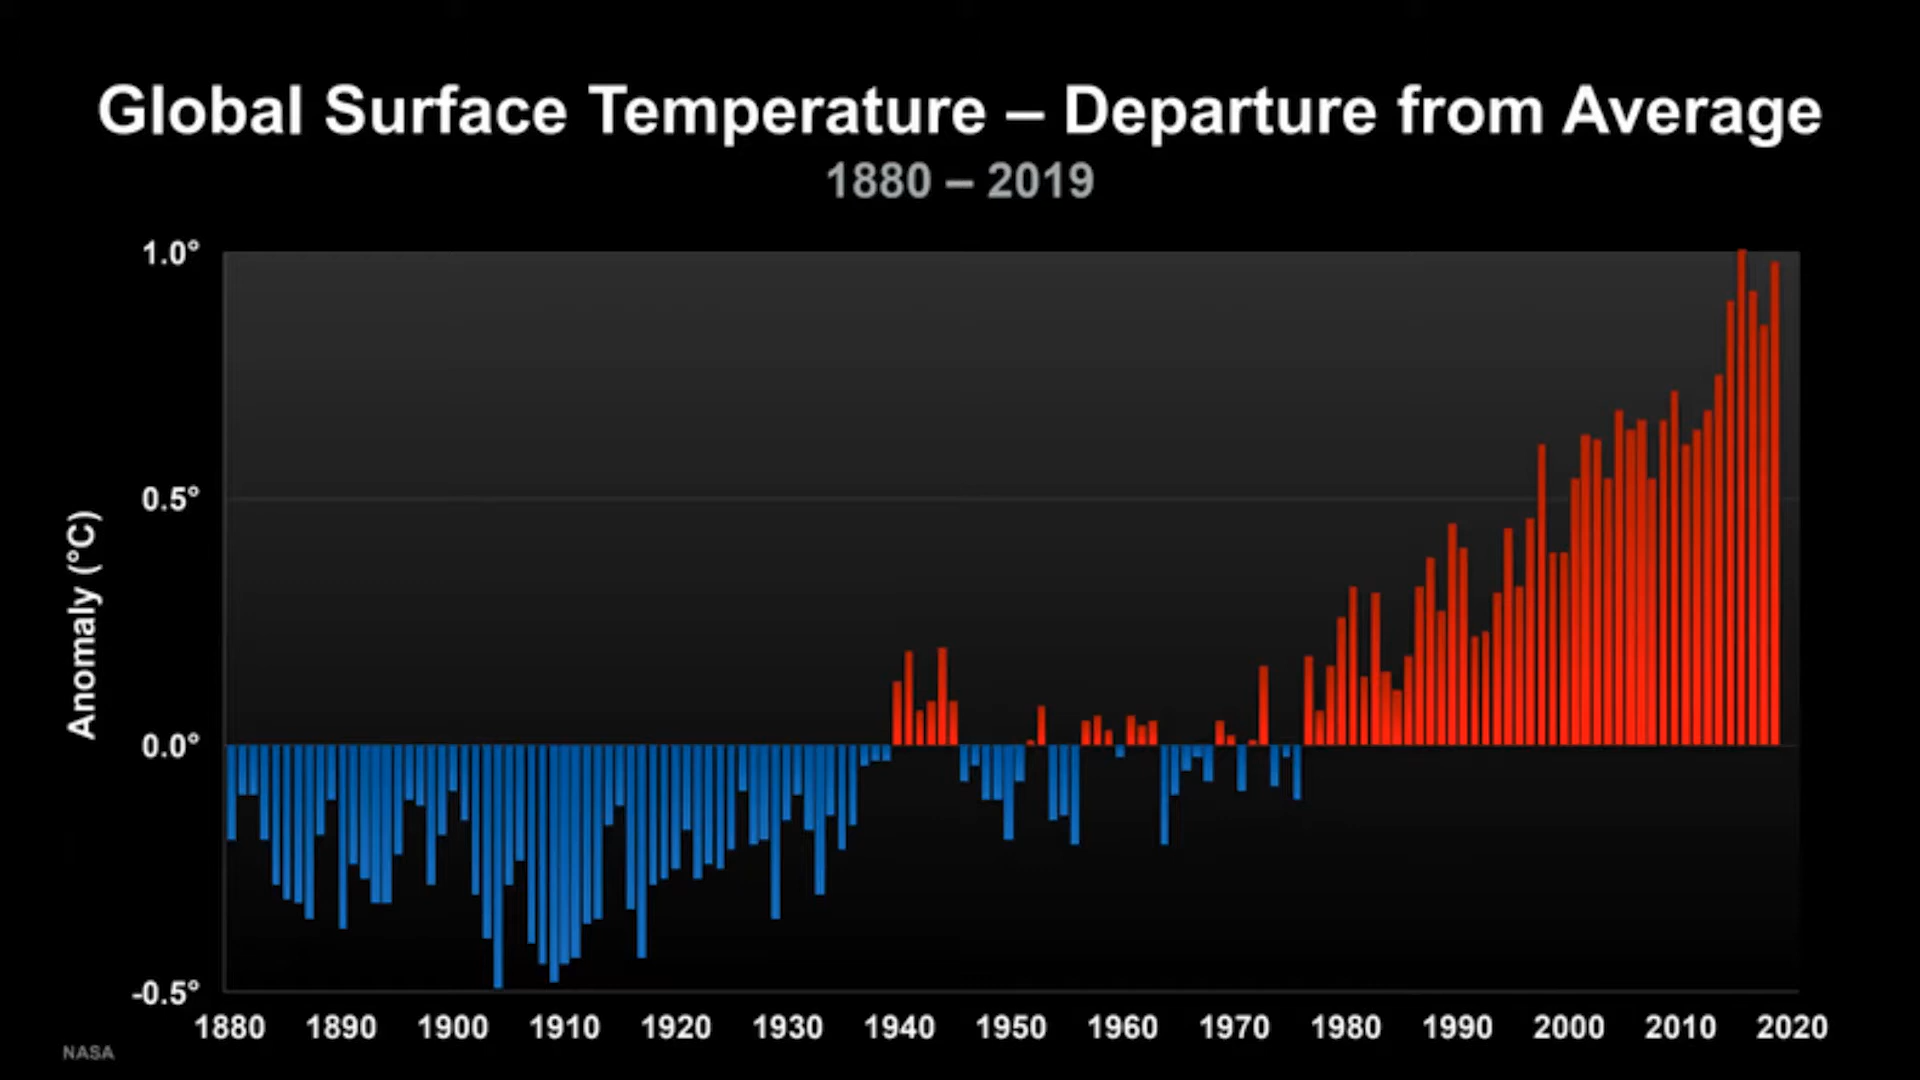 Global Surface Temperature – Departure from Average
1880 – 2019
1.0°
0.5°
0.0°
-0.5°
Anomaly (°C)
1880 1890 1900 1910 1920 1930 1940 1950 1960 1970 1980 1990 2000 2010 2020
NASA